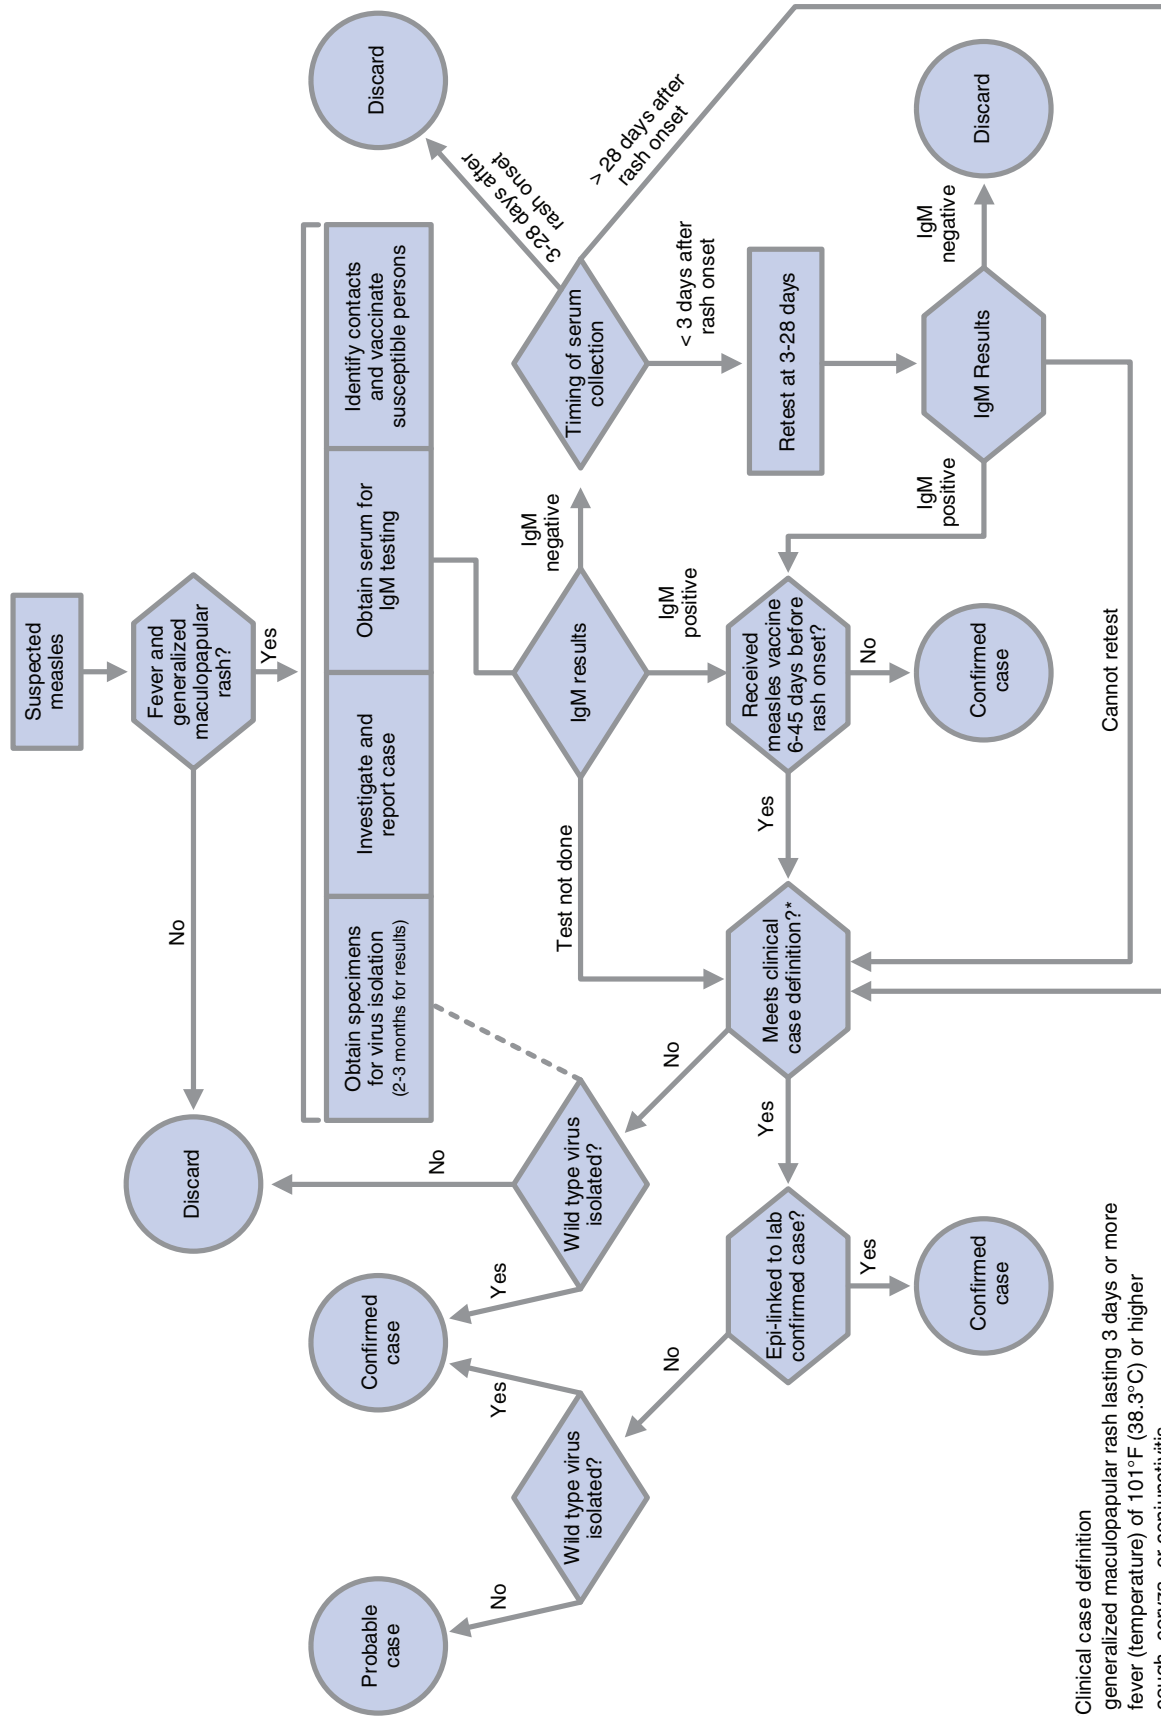 Suspected
measles
Fever and
generalized
maculopapular
rash?
No
Yes
Discard
Obtain specimens
for virus isolation
(2-3 months for results)
Investigate and
report case
Obtain serum for
IgM testing
Identify contacts
and vaccinate
susceptible persons
Discard
3-28 days after
rash onset
IgM results
IgM
negative
Timing of serum
collection
> 28 days after
rash onset
< 3 days after
rash onset
Retest at 3-28 days
Test not done
IgM
positive
Received
measles vaccine
6-45 days before
rash onset?
Yes
No
Confirmed
case
IgM Results
IgM
positive
IgM
negative
Discard
Cannot retest
Meets clinical
case definition?*
No
Yes
Wild type virus
isolated?
No
Yes
Confirmed
case
Epi-linked to lab
confirmed case?
No
Yes
Confirmed
case
Wild type virus
isolated?
Yes
No
Probable
case
Clinical case definition
generalized maculopapular rash lasting 3 days or more
fever (temperature) of 101°F (38.3°C) or higher
cough, coryza, or conjunctivitis